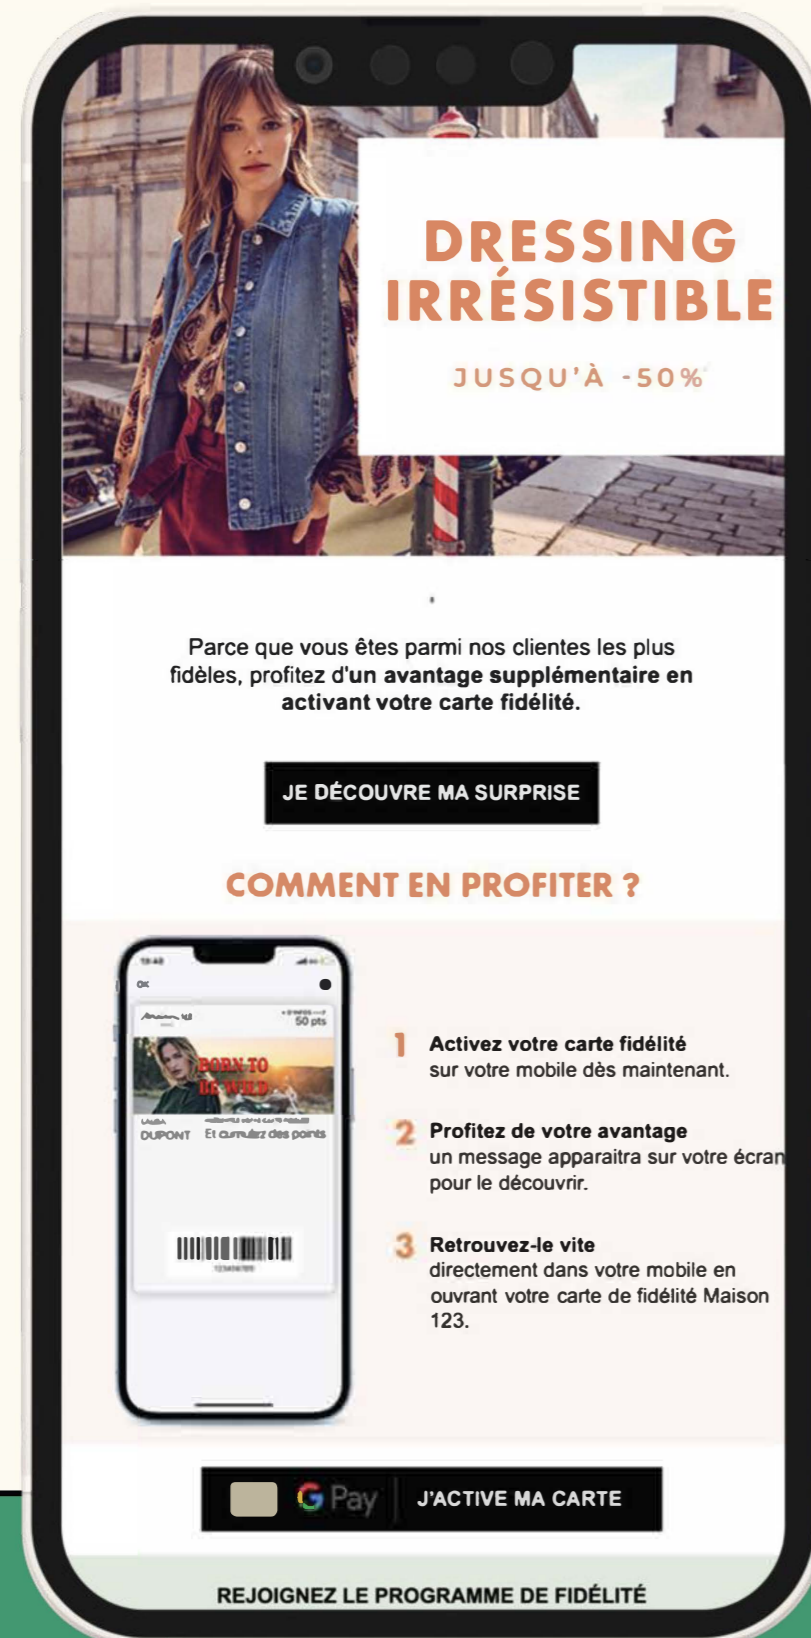 DRESSING
IRRÉSISTIBLE
JUSQU'À -50%
Parce que vous êtes parmi nos clientes les plus
fidèles, profitez d'un avantage supplémentaire en
activant votre carte fidélité.
JE DÉCOUVRE MA SURPRISE
COMMENT EN PROFITER ?
OK
50 pts
BORN TO
BE WILD
DUPONT
Et cumulez des points
1 Activez votre carte fidélité
sur votre mobile dès maintenant.
2 Profitez de votre avantage
un message apparaitra sur votre écran
pour le découvrir.
3 Retrouvez-le vite
directement dans votre mobile en
ouvrant votre carte de fidélité Maison
123.
G Pay J'ACTIVE MA CARTE
REJOIGNEZ LE PROGRAMME DE FIDÉLITÉ